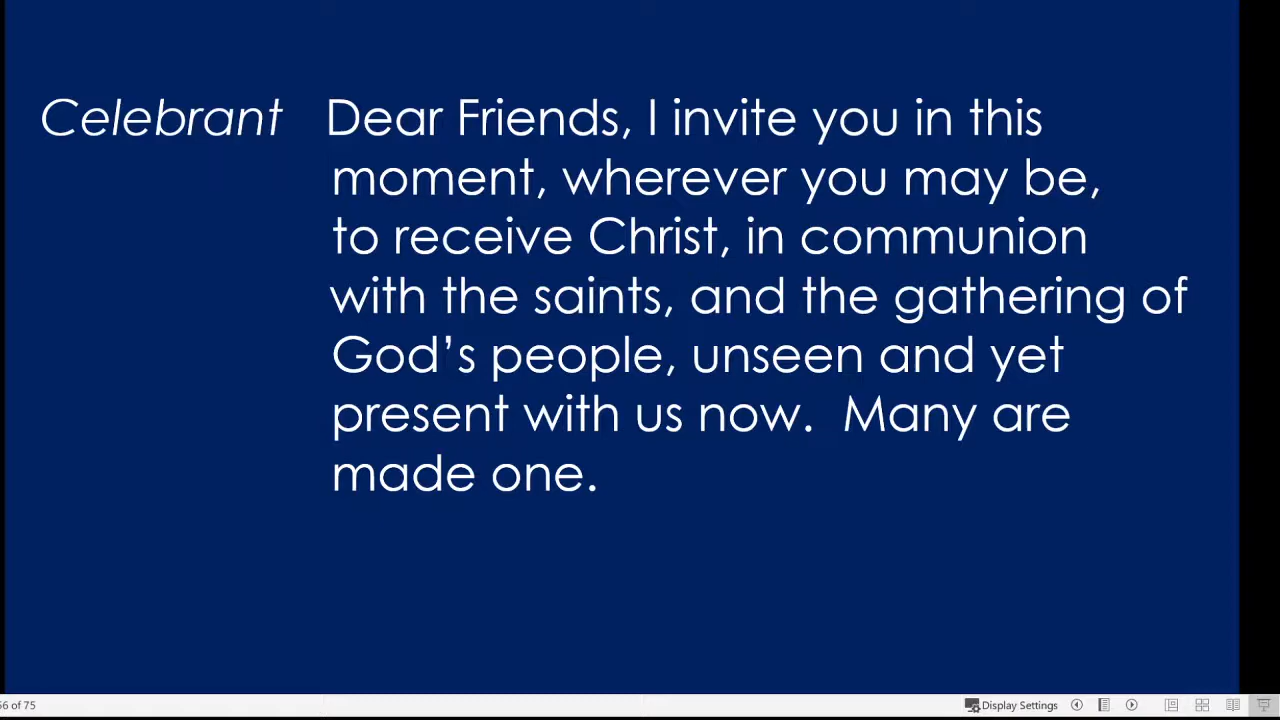 Celebrant Dear Friends, I invite you in this
moment, wherever you may be,
to receive Christ, in communion
with the saints, and the gathering of
God’s people, unseen and yet
present with us now.  Many are
made one.
of 75 Display Settings